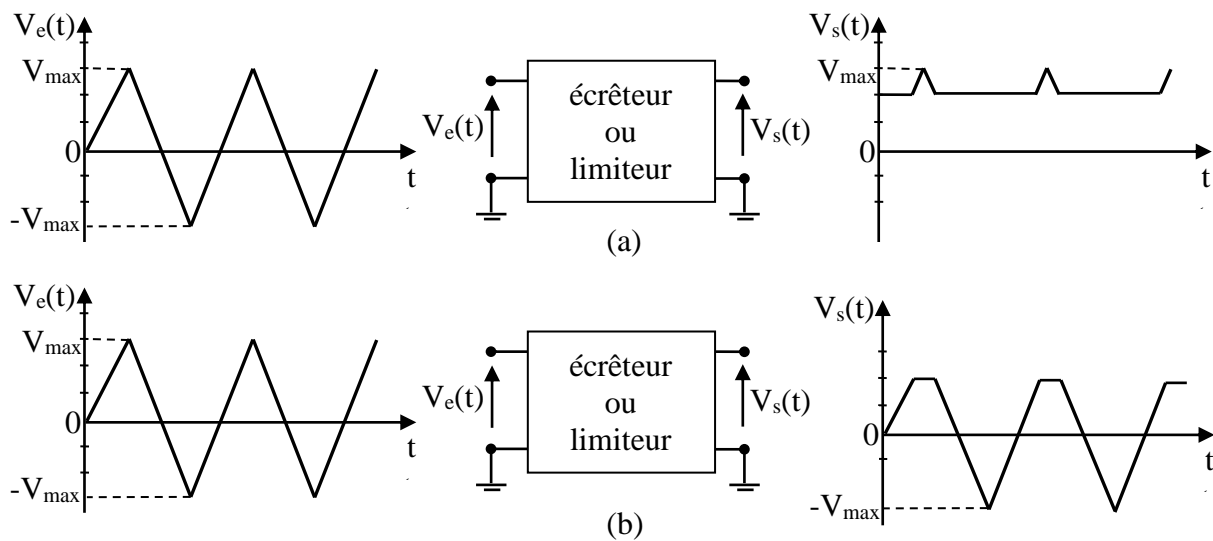 Ve(t)
Vmax
0
-Vmax
t
Ve(t)
écrêteur
ou
limiteur
Vs(t)
(a)
Vs(t)
Vmax
0
t
Ve(t)
Vmax
0
-Vmax
t
Ve(t)
écrêteur
ou
limiteur
Vs(t)
(b)
Vs(t)
0
-Vmax
t